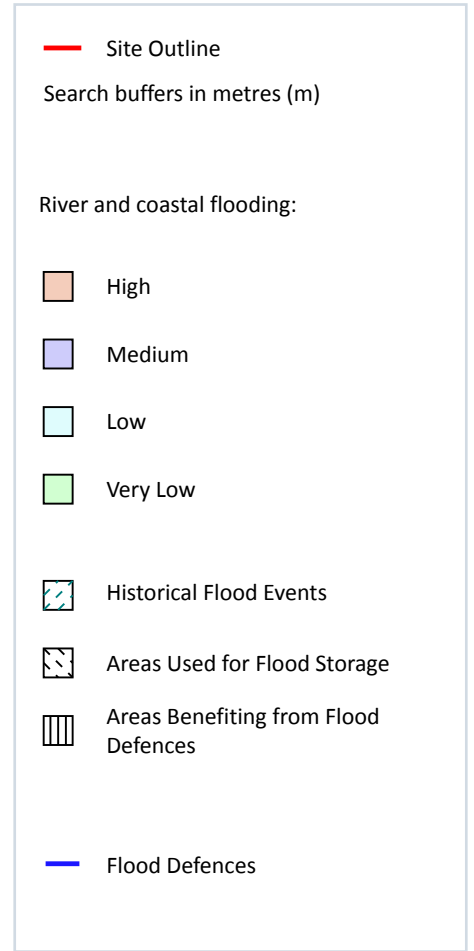 Site Outline
Search buffers in metres (m)
River and coastal flooding:
High
Medium
Low
Very Low
Historical Flood Events
Areas Used for Flood Storage
Areas Benefiting from Flood
Defences
Flood Defences